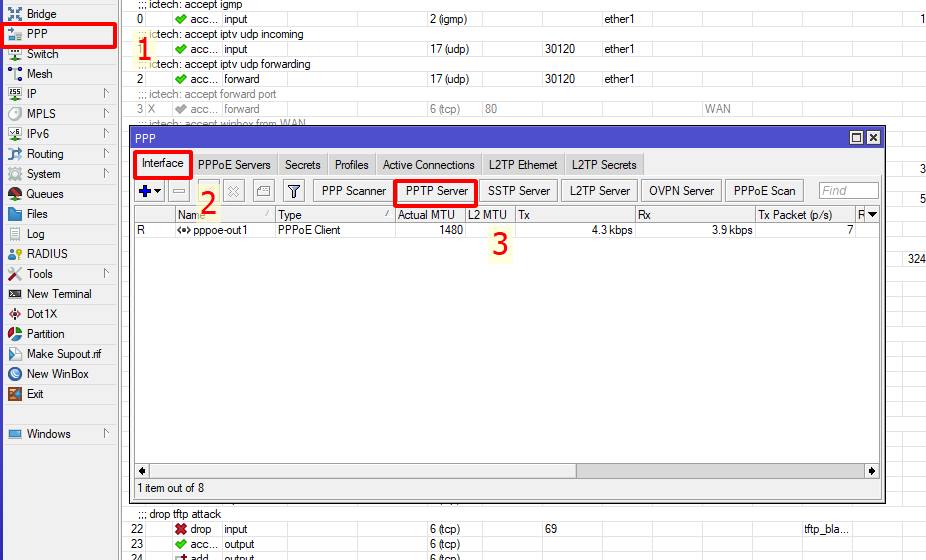 Bridge
PPP
Switch
Mesh
IP
MPLS
IPv6
Routing
System
Queues
Files
Log
RADIUS
Tools
New Terminal
Dot1X
Partition
Make Supout.rif
New WinBox
Exit
Windows
1
;;; ictech: accept igmp
0 acc... input 2 (igmp) ether1 1
;;; ictech: accept iptv udp incoming
acc... input 17 (udp) 30120 ether1
;;; ictech: accept iptv udp forwarding
2 acc... forward 17 (udp) 30120 ether1
;;; ictech: accept forward port
3 X acc... forward 6 (tcp) 80 WAN
;;; ictech: accept winbox from WAN
3
5
324
PPP
Interface PPPoE Servers Secrets Profiles Active Connections L2TP Ethernet L2TP Secrets
2
PPP Scanner PPTP Server SSTP Server L2TP Server OVPN Server PPPoE Scan Find
Name Type Actual MTU L2 MTU Tx Rx Tx Packet (p/s) R
R pppoe-out1 PPPoE Client 1480 4.3 kbps 3.9 kbps 7
3
1 item out of 8
;;; drop tftp attack
22 drop input 6 (tcp) 69 tftp_bla...
23 acc... output 6 (tcp)
24 add... output 6 (tcp)